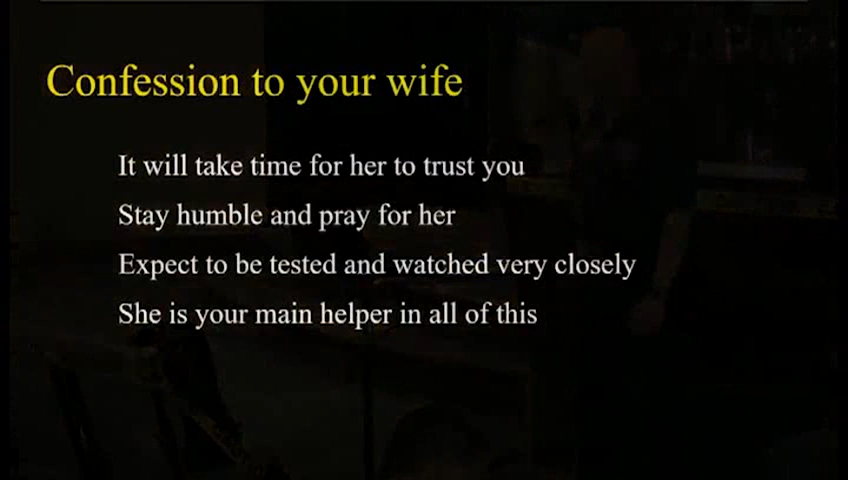 Confession to your wife
It will take time for her to trust you
Stay humble and pray for her
Expect to be tested and watched very closely
She is your main helper in all of this